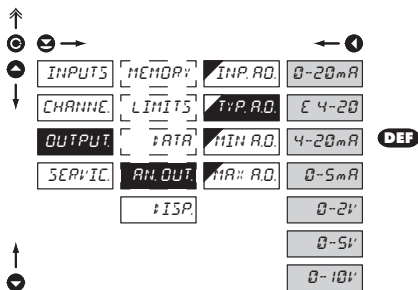 INPUTS MEMORY INP. AO. 0-20mA
CHANNE. LIMITS TYP. A.O. E 4-20
OUTPUT. DATA MIN A.O. 4-20mA DEF
SERVIC. AN. OUT. MAX A.O. 0-5mA
DISP. 0-2V
0-5V
0-10V